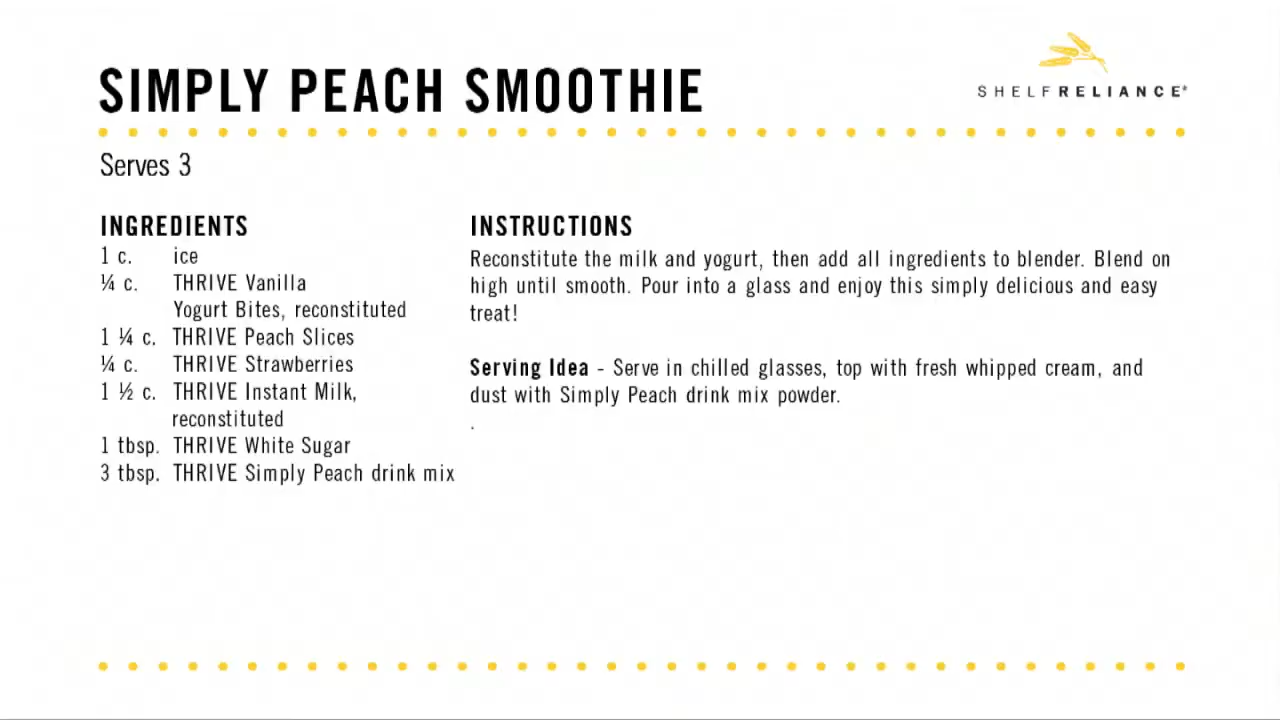 SIMPLY PEACH SMOOTHIE
SHELFRELIANCE®
Serves 3
INGREDIENTS
1 c. ice
¼ c. THRIVE Vanilla
Yogurt Bites, reconstituted
1 ¼ c. THRIVE Peach Slices
¼ c. THRIVE Strawberries
1 ½ c. THRIVE Instant Milk,
reconstituted
1 tbsp. THRIVE White Sugar
3 tbsp. THRIVE Simply Peach drink mix
INSTRUCTIONS
Reconstitute the milk and yogurt, then add all ingredients to blender. Blend on
high until smooth. Pour into a glass and enjoy this simply delicious and easy
treat!
Serving Idea - Serve in chilled glasses, top with fresh whipped cream, and
dust with Simply Peach drink mix powder.
.